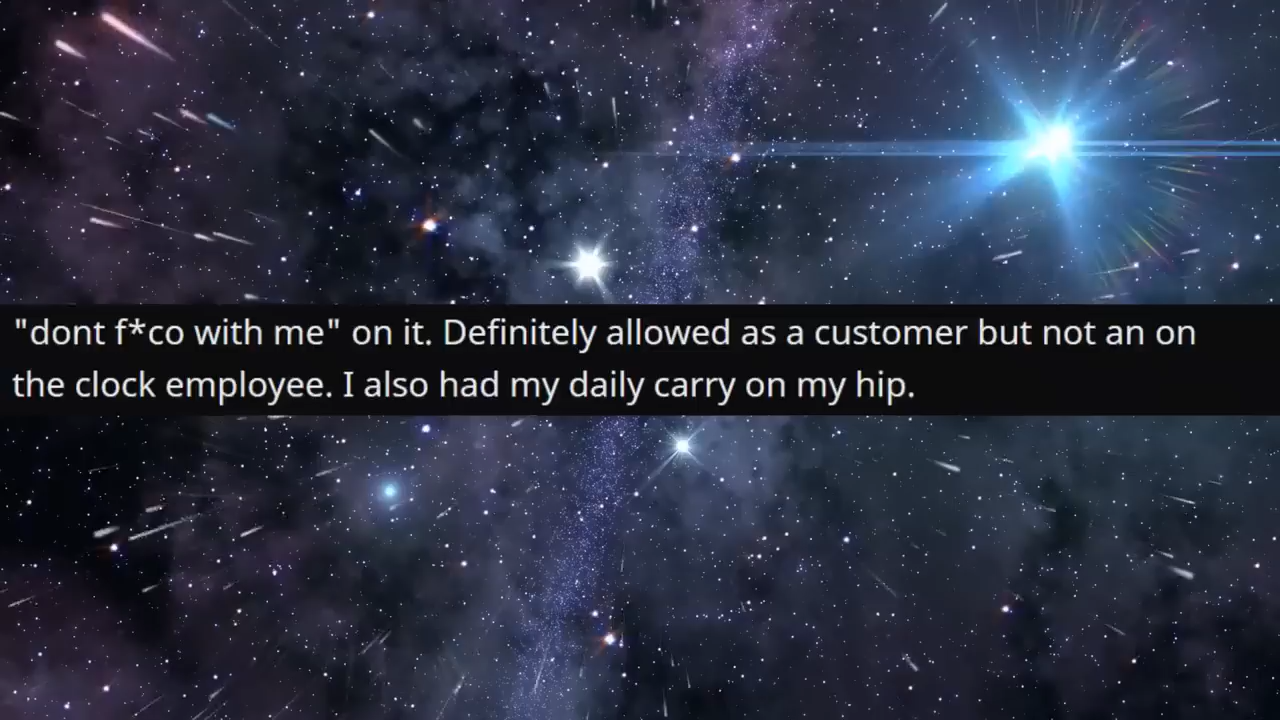 "dont f*co with me" on it. Definitely allowed as a customer but not an on
the clock employee. I also had my daily carry on my hip.